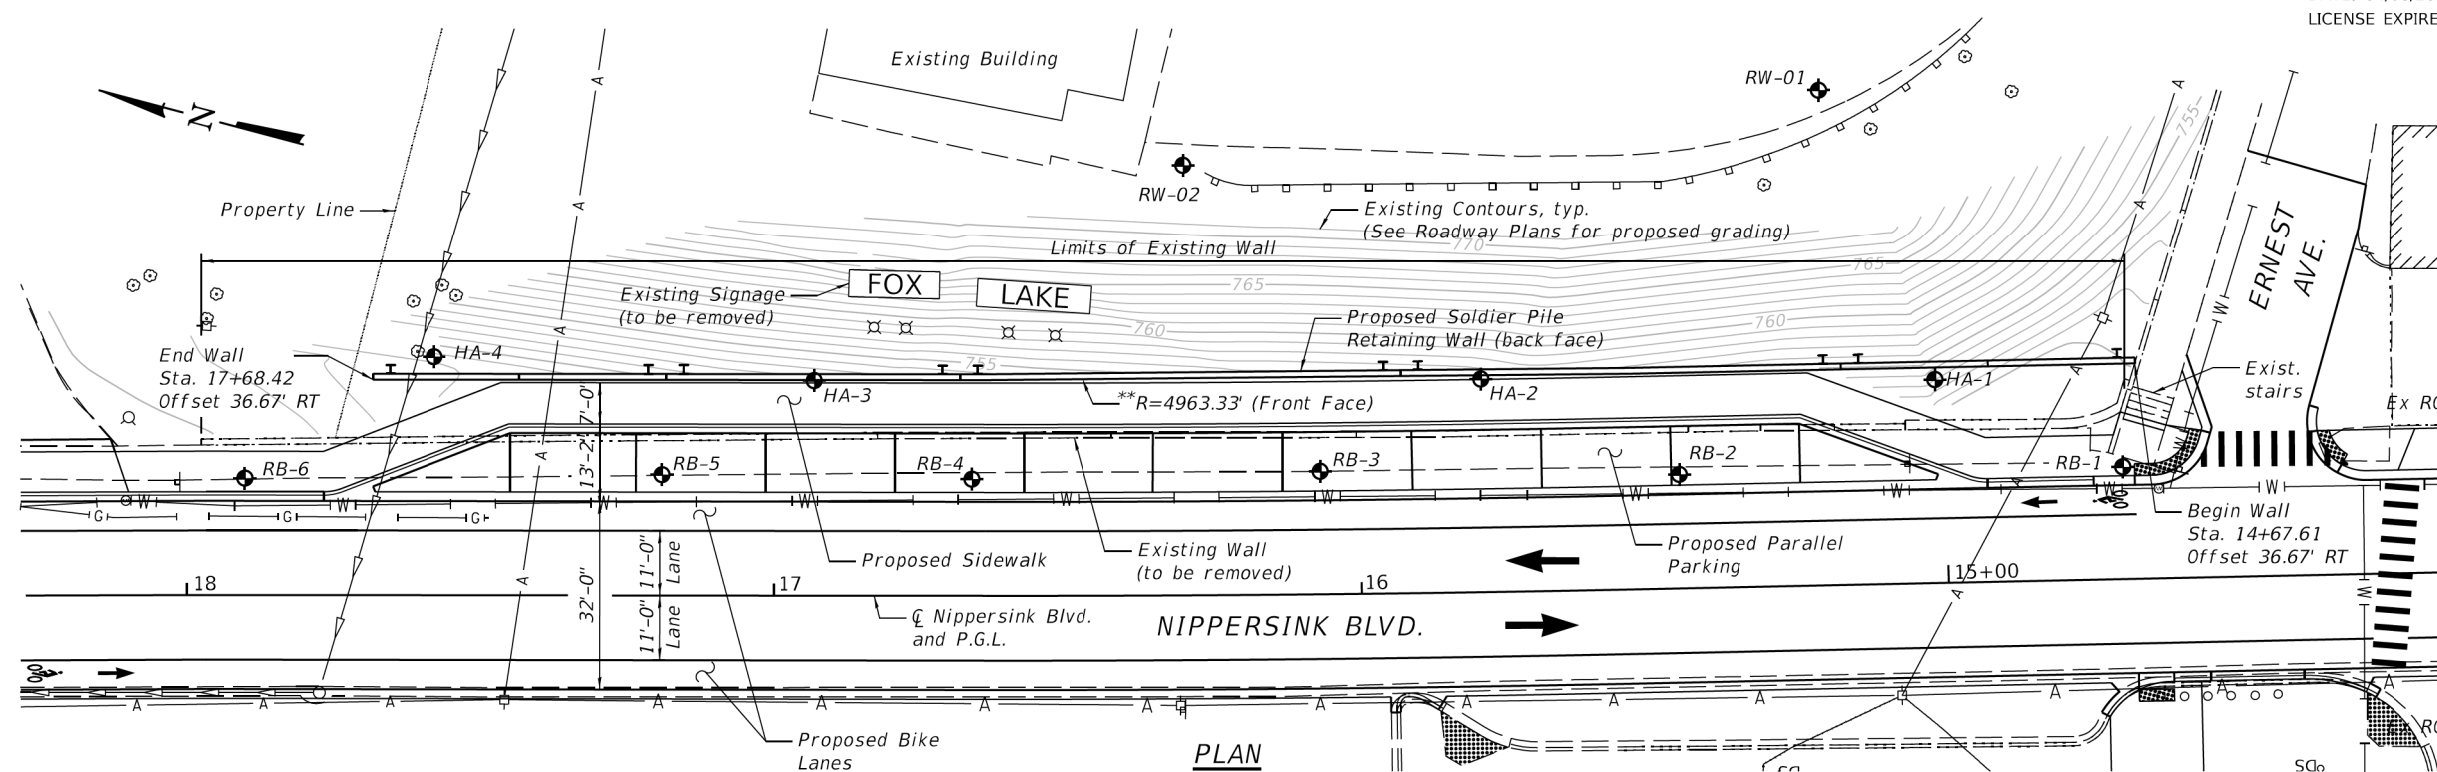 LICENSE EXPIRE
Existing Building
RW-01
N
755
RW-02
Property Line
Existing Contours, typ.
(See Roadway Plans for proposed grading)
770
Limits of Existing Wall
765
765
ERNEST
AVE.
FOX
LAKE
Existing Signage
(to be removed)
760
760
755
Proposed Soldier Pile
Retaining Wall (back face)
End Wall
Sta. 17+68.42
Offset 36.67' RT
HA-4
HA-3
HA-2
HA-1
**R=4963.33' (Front Face)
Exist.
stairs
7'-0"
13'-2"
RB-6
RB-5
RB-4
RB-3
RB-2
RB-1
Begin Wall
Sta. 14+67.61
Offset 36.67' RT
Proposed Sidewalk
Existing Wall
(to be removed)
Proposed Parallel
Parking
18
17
16
15+00
32'-0"
11'-0"
Lane
11'-0"
Lane
℄ Nippersink Blvd.
and P.G.L.
NIPPERSINK BLVD.
Proposed Bike
Lanes
PLAN